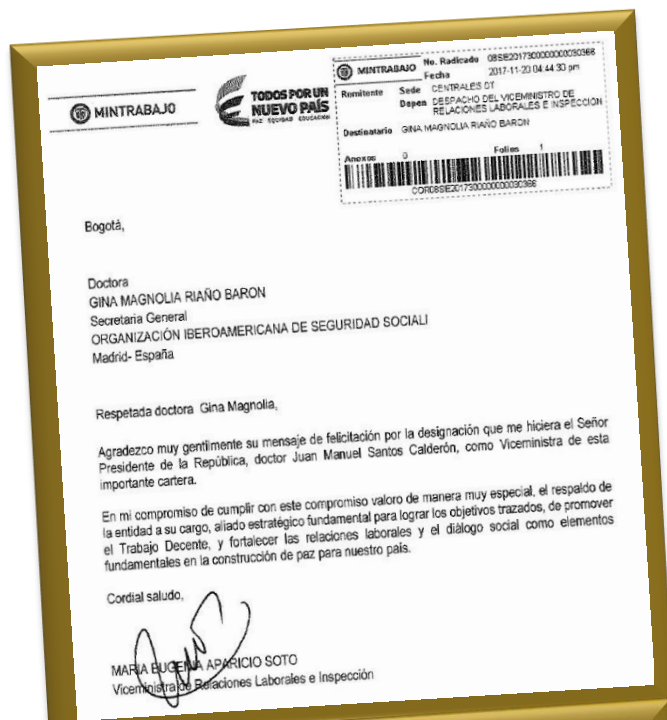 MINTRABAJO
TODOS POR UN
NUEVO PAÍS
PAZ EQUIDAD EDUCACIÓN
MINTRABAJO
No. Radicado 08SE2017300000000030366
Fecha 2017-11-20 04:44:30 pm
Remitente Sede CENTRALES DT
Depen DESPACHO DEL VICEMINISTRO DE
RELACIONES LABORALES E INSPECCIÓN
Destinatario GINA MAGNOLIA RIAÑO BARON
Anexos 0 Folios 1
COR08SE2017300000000030366
Bogotá,
Doctora
GINA MAGNOLIA RIAÑO BARON
Secretaria General
ORGANIZACIÓN IBEROAMERICANA DE SEGURIDAD SOCIALI
Madrid- España
Respetada doctora Gina Magnolia,
Agradezco muy gentilmente su mensaje de felicitación por la designación que me hiciera el Señor
Presidente de la República, doctor Juan Manuel Santos Calderón, como Viceministra de esta
importante cartera.
En mi compromiso de cumplir con este compromiso valoro de manera muy especial, el respaldo de
la entidad a su cargo, aliado estratégico fundamental para lograr los objetivos trazados, de promover
el Trabajo Decente, y fortalecer las relaciones laborales y el diálogo social como elementos
fundamentales en la construcción de paz para nuestro país.
Cordial saludo,
MARIA EUGENIA APARICIO SOTO
Viceministra de Relaciones Laborales e Inspección